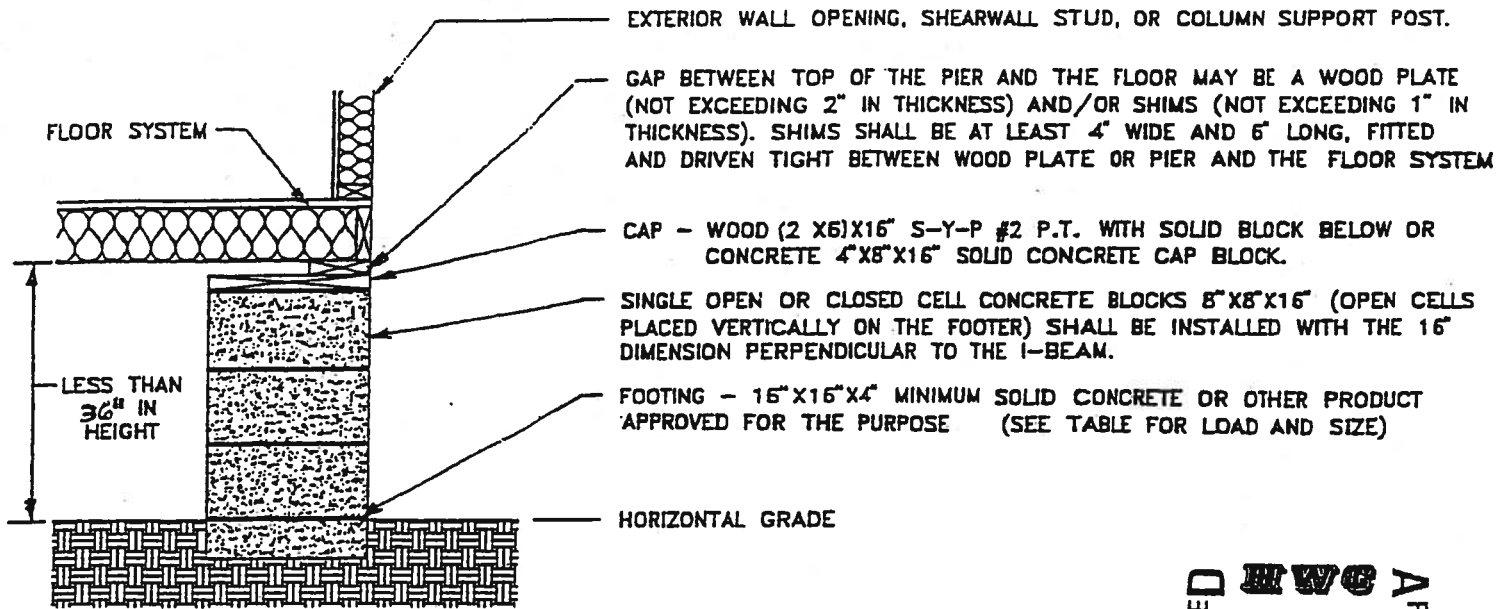 EXTERIOR WALL OPENING, SHEARWALL STUD, OR COLUMN SUPPORT POST.
GAP BETWEEN TOP OF THE PIER AND THE FLOOR MAY BE A WOOD PLATE
(NOT EXCEEDING 2" IN THICKNESS) AND/OR SHIMS (NOT EXCEEDING 1" IN
THICKNESS). SHIMS SHALL BE AT LEAST 4" WIDE AND 6" LONG, FITTED
AND DRIVEN TIGHT BETWEEN WOOD PLATE OR PIER AND THE FLOOR SYSTEM
FLOOR SYSTEM
CAP - WOOD (2 X6)X16" S-Y-P #2 P.T. WITH SOLID BLOCK BELOW OR
CONCRETE 4"X8"X16" SOLID CONCRETE CAP BLOCK.
SINGLE OPEN OR CLOSED CELL CONCRETE BLOCKS 8"X8"X16" (OPEN CELLS
PLACED VERTICALLY ON THE FOOTER) SHALL BE INSTALLED WITH THE 16"
DIMENSION PERPENDICULAR TO THE I-BEAM.
LESS THAN
36" IN
HEIGHT
FOOTING - 16"X16"X4" MINIMUM SOLID CONCRETE OR OTHER PRODUCT
APPROVED FOR THE PURPOSE (SEE TABLE FOR LOAD AND SIZE)
HORIZONTAL GRADE
HWC